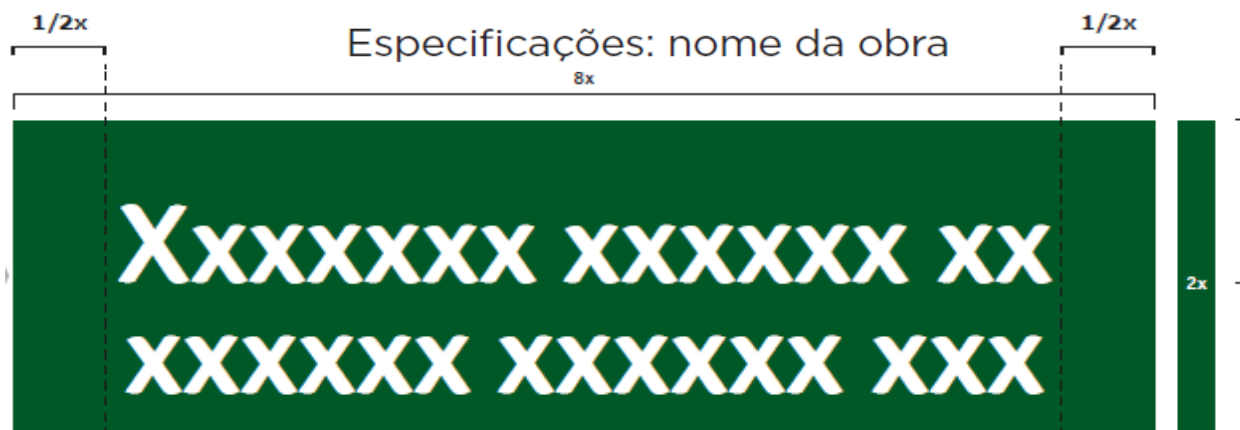 1/2x
1/2x
Especificações: nome da obra
8x
Xxxxxxx xxxxxx xx
2x
xxxxxx xxxxxx xxx